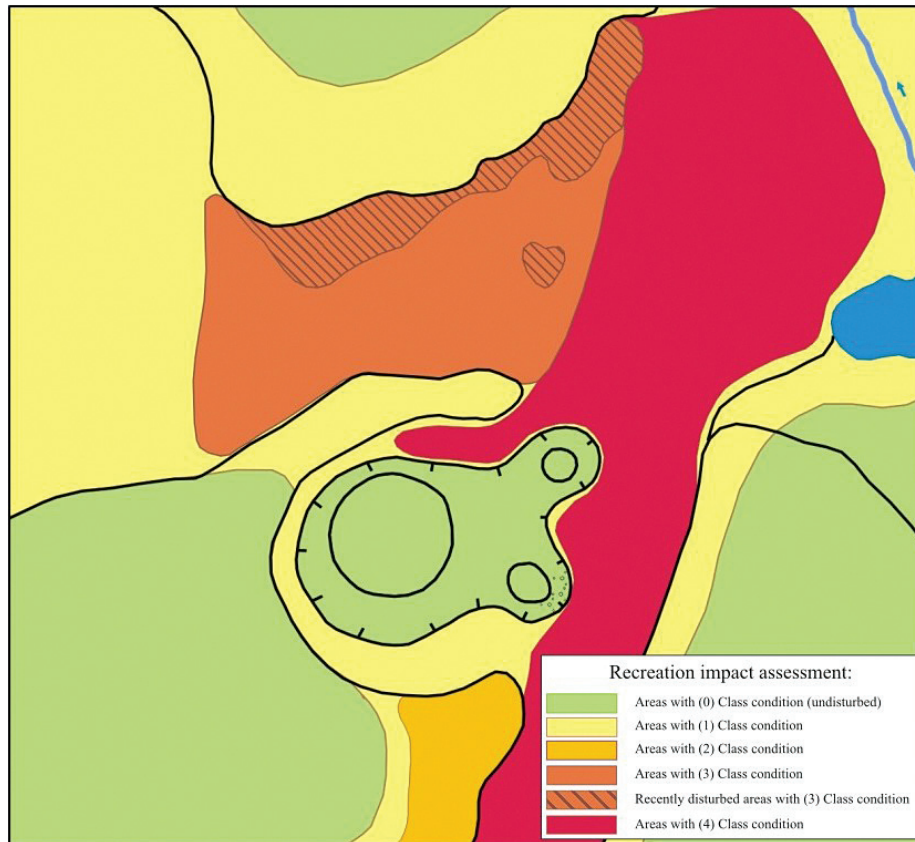 Recreation impact assessment:
Areas with (0) Class condition (undisturbed)
Areas with (1) Class condition
Areas with (2) Class condition
Areas with (3) Class condition
Recently disturbed areas with (3) Class condition
Areas with (4) Class condition